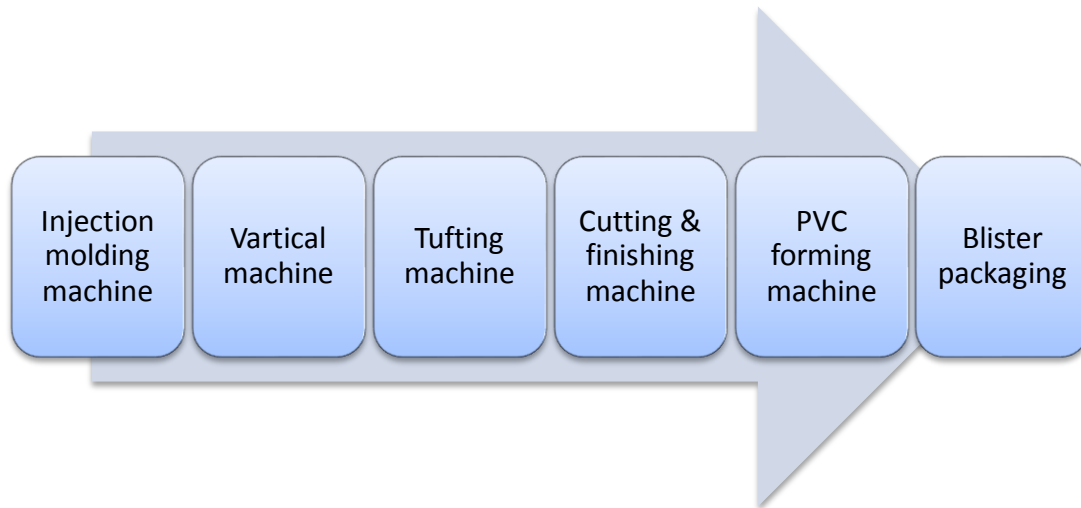 Injection
molding
machine
Vartical
machine
Tufting
machine
Cutting &
finishing
machine
PVC
forming
machine
Blister
packaging